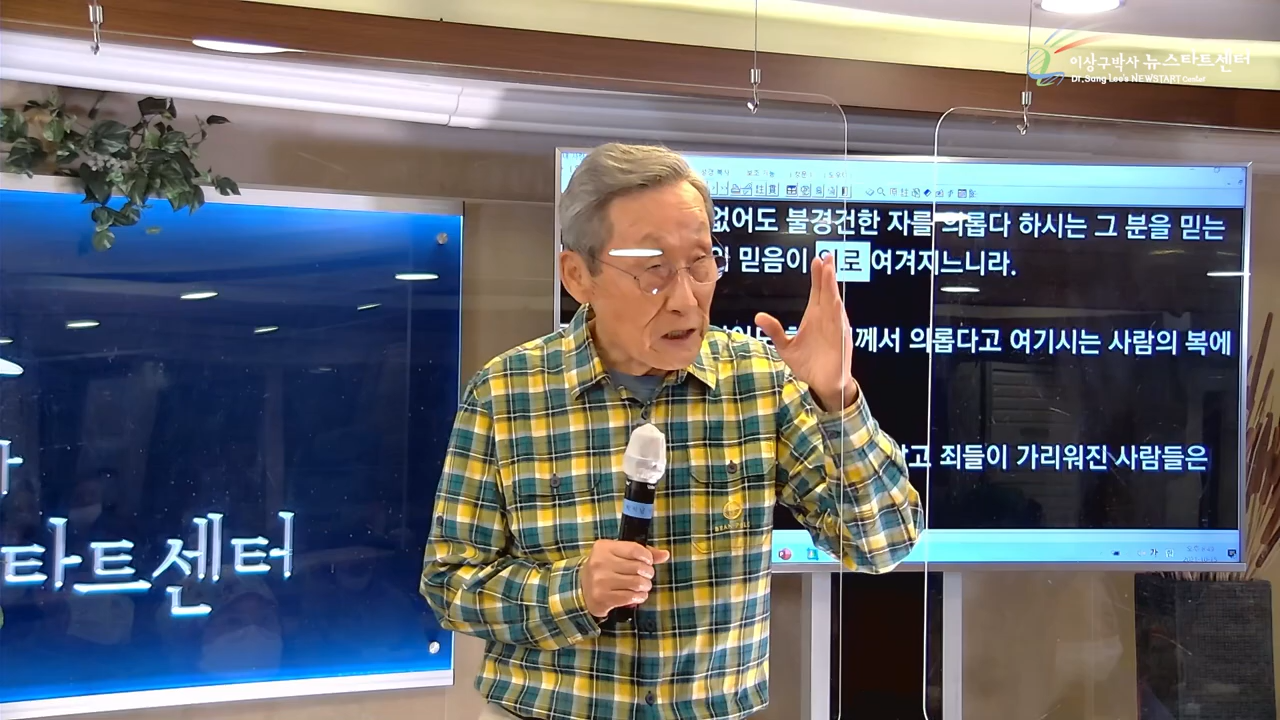 이상구박사 뉴스타트센터
Dr.Sang Lee's NEWSTART Center
없어도 불경건한 자를 의롭다 하시는 그 분을 믿는
믿음이 의로 여겨지느니라.
께서 의롭다고 여기시는 사람의 복에
죄들이 가리워진 사람들은
타트센터